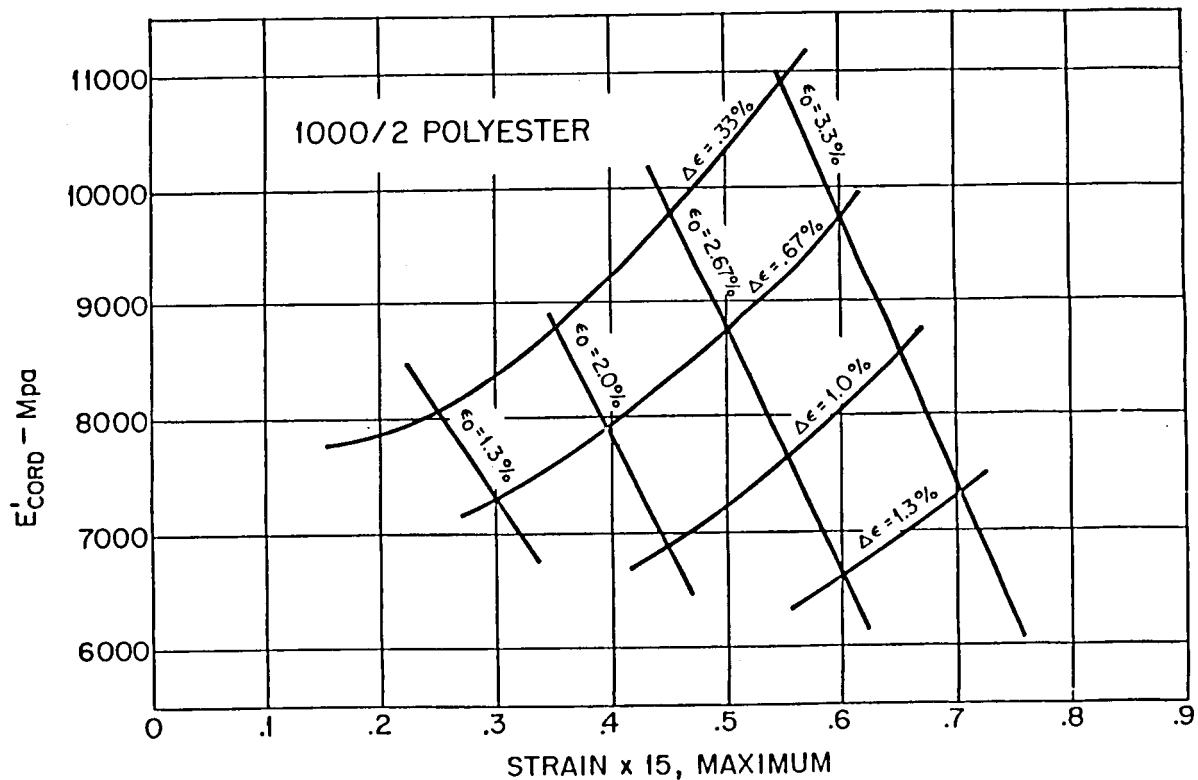 11000
10000
9000
8000
7000
6000
E'CORD – Mpa
1000/2 POLYESTER
Δϵ = .33%
ϵ0 = 3.3%
ϵ0 = 2.67%
Δϵ = .67%
ϵ0 = 2.0%
ϵ0 = 1.3%
Δϵ = 1.0%
Δϵ = 1.3%
0 .1 .2 .3 .4 .5 .6 .7 .8 .9
STRAIN x 15, MAXIMUM